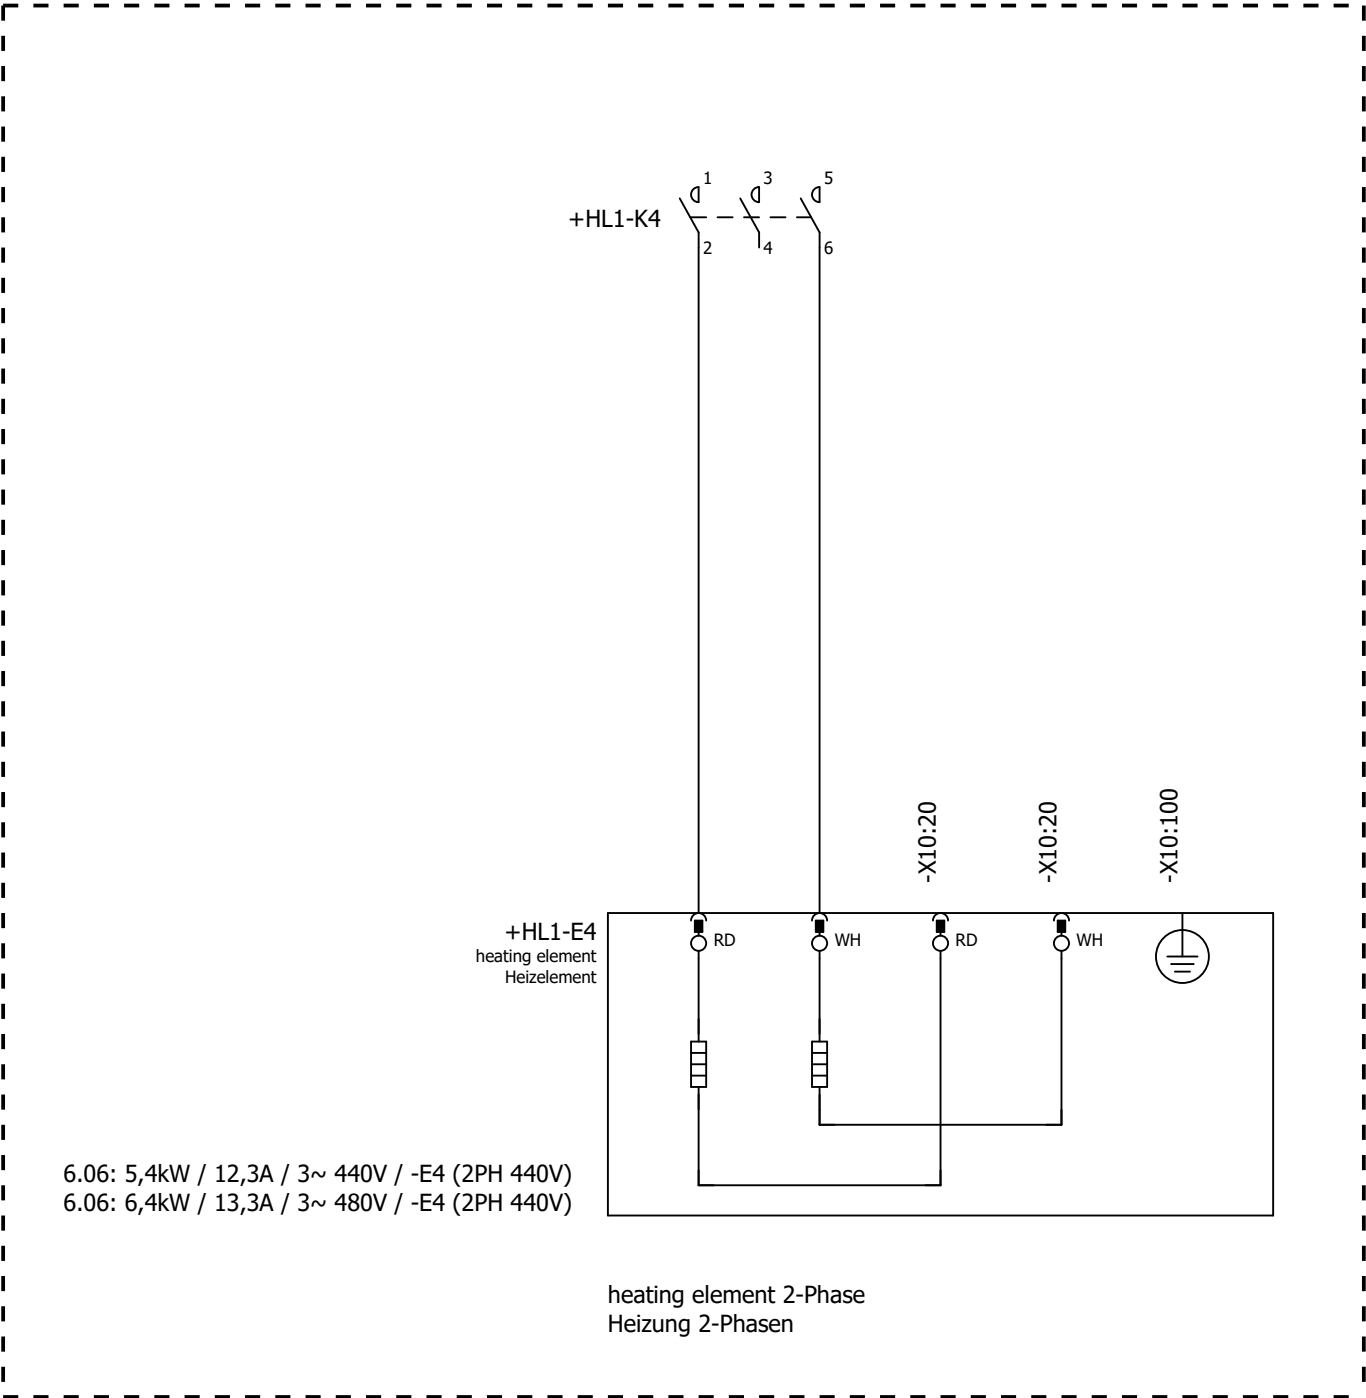 1
3
5
+HL1-K4
2
4
6
-X10:20
-X10:20
-X10:100
+HL1-E4
heating element
Heizelement
RD
WH
RD
WH
6.06: 5,4kW / 12,3A / 3~ 440V / -E4 (2PH 440V)
6.06: 6,4kW / 13,3A / 3~ 480V / -E4 (2PH 440V)
heating element 2-Phase
Heizung 2-Phasen